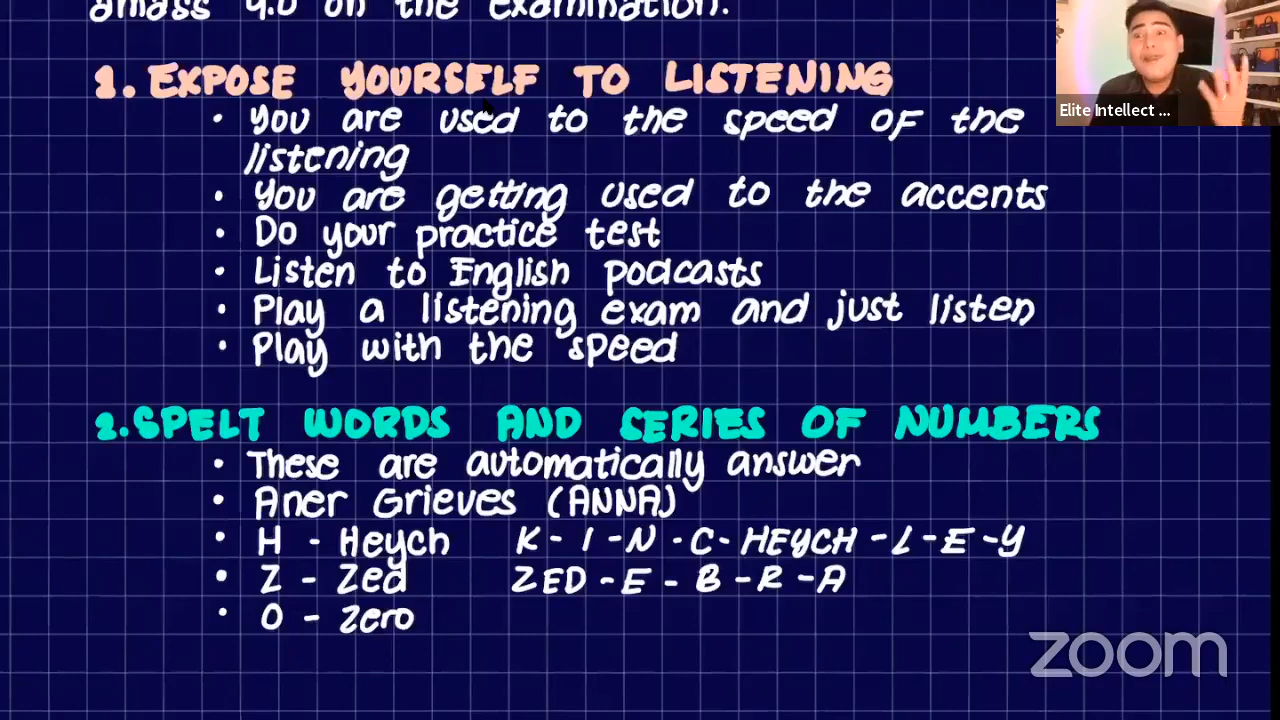 amass 9.0 on the examination.
Elite Intellect ...
1. EXPOSE YOURSELF TO LISTENING
• You are used to the speed of the
listening
• You are getting used to the accents
• Do your practice test
• Listen to English podcasts
• Play a listening exam and just listen
• Play with the speed
2. SPELT WORDS AND SERIES OF NUMBERS
• These are automatically answer
• Aner Grieves (ANNA)
• H - Heych K - I - N - C - HEYCH - L - E - Y
• Z - Zed ZED - E - B - R - A
• O - Zero
zoom